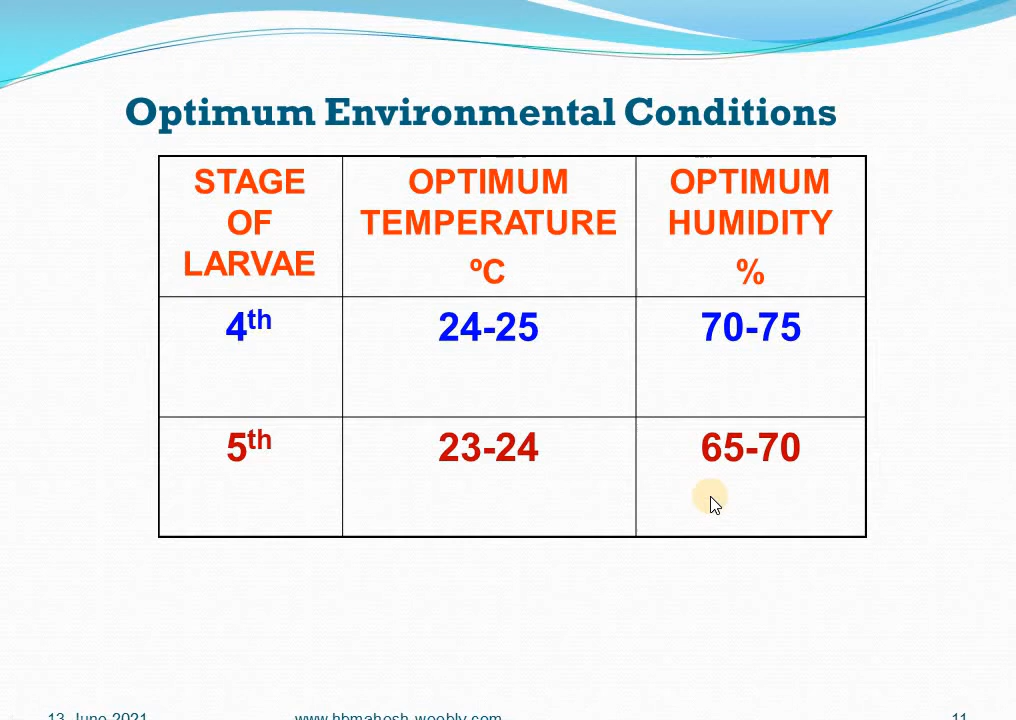 Optimum Environmental Conditions
STAGE OF LARVAE
OPTIMUM TEMPERATURE ºC
OPTIMUM HUMIDITY %
4th
24-25
70-75
5th
23-24
65-70
13 June 2021
www.hbmahesh.weebly.com
11